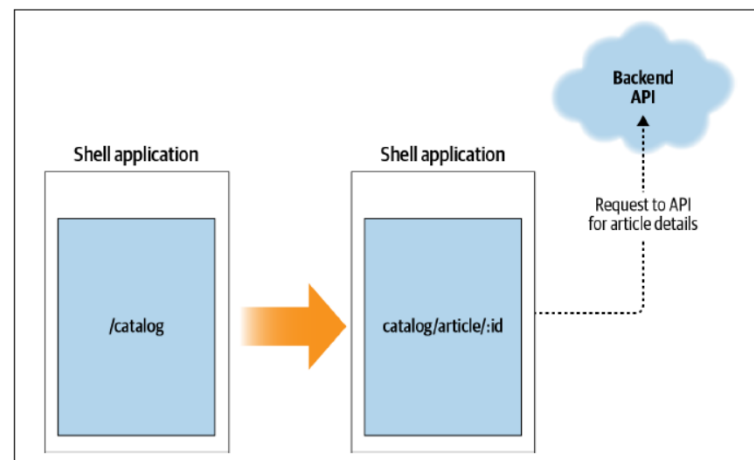 Backend
API
Shell application
Shell application
Request to API
for article details
/catalog
catalog/article/:id